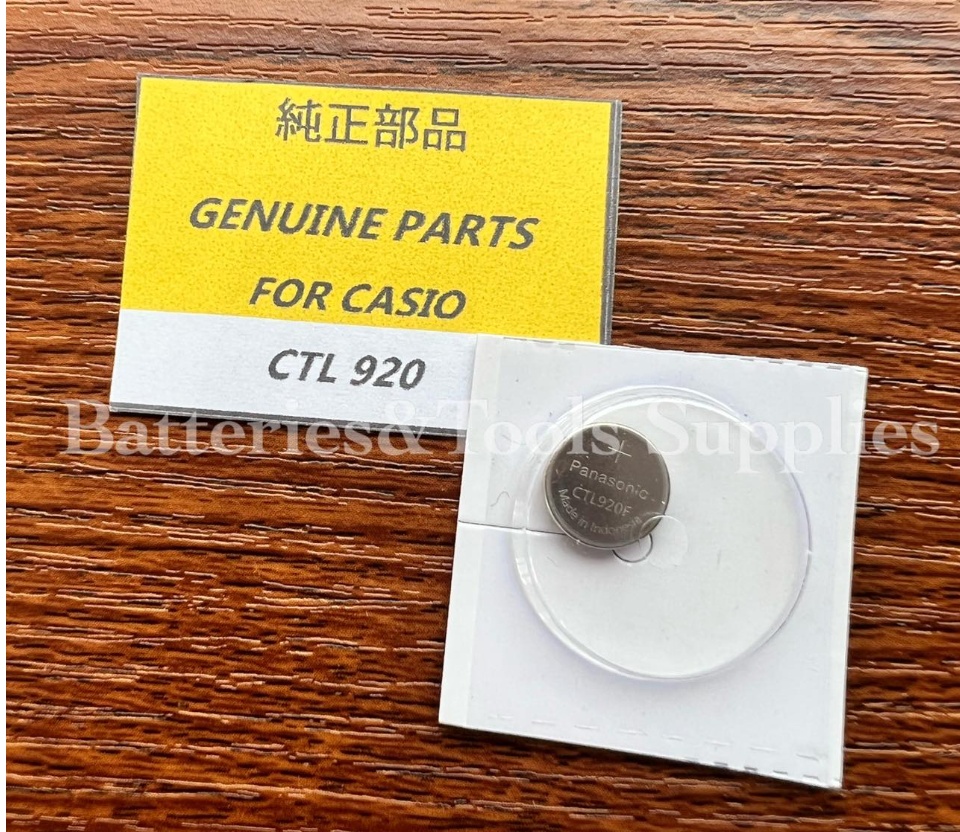 純正部品
GENUINE PARTS
FOR CASIO
CTL 920
Batteries&Tools Supplies
+
Panasonic
CTL920F
Made in Indonesia